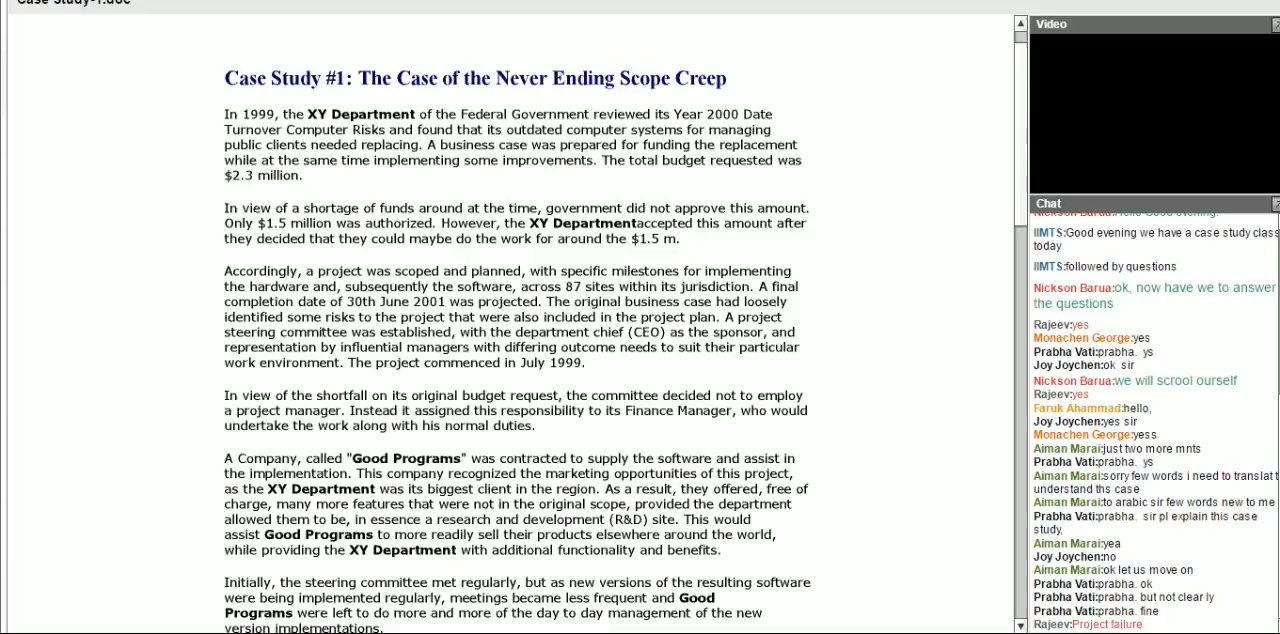 Case Study-1.doc
Case Study #1: The Case of the Never Ending Scope Creep
In 1999, the XY Department of the Federal Government reviewed its Year 2000 Date
Turnover Computer Risks and found that its outdated computer systems for managing
public clients needed replacing. A business case was prepared for funding the replacement
while at the same time implementing some improvements. The total budget requested was
$2.3 million.
In view of a shortage of funds around at the time, government did not approve this amount.
Only $1.5 million was authorized. However, the XY Departmentaccepted this amount after
they decided that they could maybe do the work for around the $1.5 m.
Accordingly, a project was scoped and planned, with specific milestones for implementing
the hardware and, subsequently the software, across 87 sites within its jurisdiction. A final
completion date of 30th June 2001 was projected. The original business case had loosely
identified some risks to the project that were also included in the project plan. A project
steering committee was established, with the department chief (CEO) as the sponsor, and
representation by influential managers with differing outcome needs to suit their particular
work environment. The project commenced in July 1999.
In view of the shortfall on its original budget request, the committee decided not to employ
a project manager. Instead it assigned this responsibility to its Finance Manager, who would
undertake the work along with his normal duties.
A Company, called "Good Programs" was contracted to supply the software and assist in
the implementation. This company recognized the marketing opportunities of this project,
as the XY Department was its biggest client in the region. As a result, they offered, free of
charge, many more features that were not in the original scope, provided the department
allowed them to be, in essence a research and development (R&D) site. This would
assist Good Programs to more readily sell their products elsewhere around the world,
while providing the XY Department with additional functionality and benefits.
Initially, the steering committee met regularly, but as new versions of the resulting software
were being implemented regularly, meetings became less frequent and Good
Programs were left to do more and more of the day to day management of the new
version implementations.
Video
Chat
Nickson Barua:Hello Good evening.
IIMTS:Good evening we have a case study class
today
IIMTS:followed by questions
Nickson Barua:ok, now have we to answer
the questions
Rajeev:yes
Monachen George:yes
Prabha Vati:prabha. ys
Joy Joychen:ok sir
Nickson Barua:we will scrool ourself
Rajeev:yes
Faruk Ahammad:hello,
Joy Joychen:yes sir
Monachen George:yess
Aiman Marai:just two more mnts
Prabha Vati:prabha. ys
Aiman Marai:sorry few words i need to translat t
understand ths case
Aiman Marai:to arabic sir few words new to me
Prabha Vati:prabha. sir pl explain this case
study,
Aiman Marai:yea
Joy Joychen:no
Aiman Marai:ok let us move on
Prabha Vati:prabha. ok
Prabha Vati:prabha. but not clear ly
Prabha Vati:prabha. fine
Rajeev:Project failure